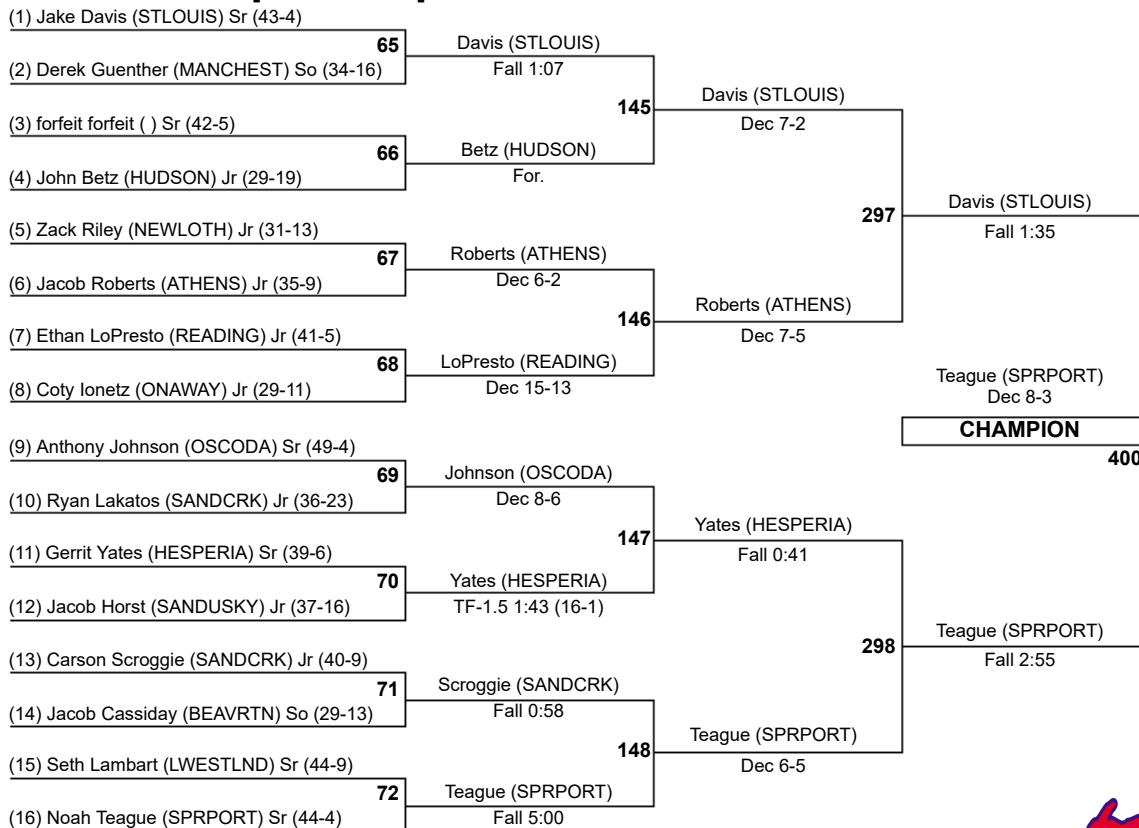 (1) Jake Davis (STLOUIS) Sr (43-4)
65
(2) Derek Guenther (MANCHEST) So (34-16)
Davis (STLOUIS)
Fall 1:07
145
(3) forfeit forfeit ( ) Sr (42-5)
66
(4) John Betz (HUDSON) Jr (29-19)
Betz (HUDSON)
For.
Davis (STLOUIS)
Dec 7-2
297
(5) Zack Riley (NEWLOTH) Jr (31-13)
67
(6) Jacob Roberts (ATHENS) Jr (35-9)
Roberts (ATHENS)
Dec 6-2
146
(7) Ethan LoPresto (READING) Jr (41-5)
68
(8) Coty Ionetz (ONAWAY) Jr (29-11)
LoPresto (READING)
Dec 15-13
Roberts (ATHENS)
Dec 7-5
Davis (STLOUIS)
Fall 1:35
Teague (SPRPORT)
Dec 8-3
CHAMPION
400
(9) Anthony Johnson (OSCODA) Sr (49-4)
69
(10) Ryan Lakatos (SANDCRK) Jr (36-23)
Johnson (OSCODA)
Dec 8-6
147
(11) Gerrit Yates (HESPERIA) Sr (39-6)
70
(12) Jacob Horst (SANDUSKY) Jr (37-16)
Yates (HESPERIA)
TF-1.5 1:43 (16-1)
Yates (HESPERIA)
Fall 0:41
298
(13) Carson Scroggie (SANDCRK) Jr (40-9)
71
(14) Jacob Cassiday (BEAVRTN) So (29-13)
Scroggie (SANDCRK)
Fall 0:58
148
(15) Seth Lambart (LWESTLND) Sr (44-9)
72
(16) Noah Teague (SPRPORT) Sr (44-4)
Teague (SPRPORT)
Fall 5:00
Teague (SPRPORT)
Dec 6-5
Teague (SPRPORT)
Fall 2:55